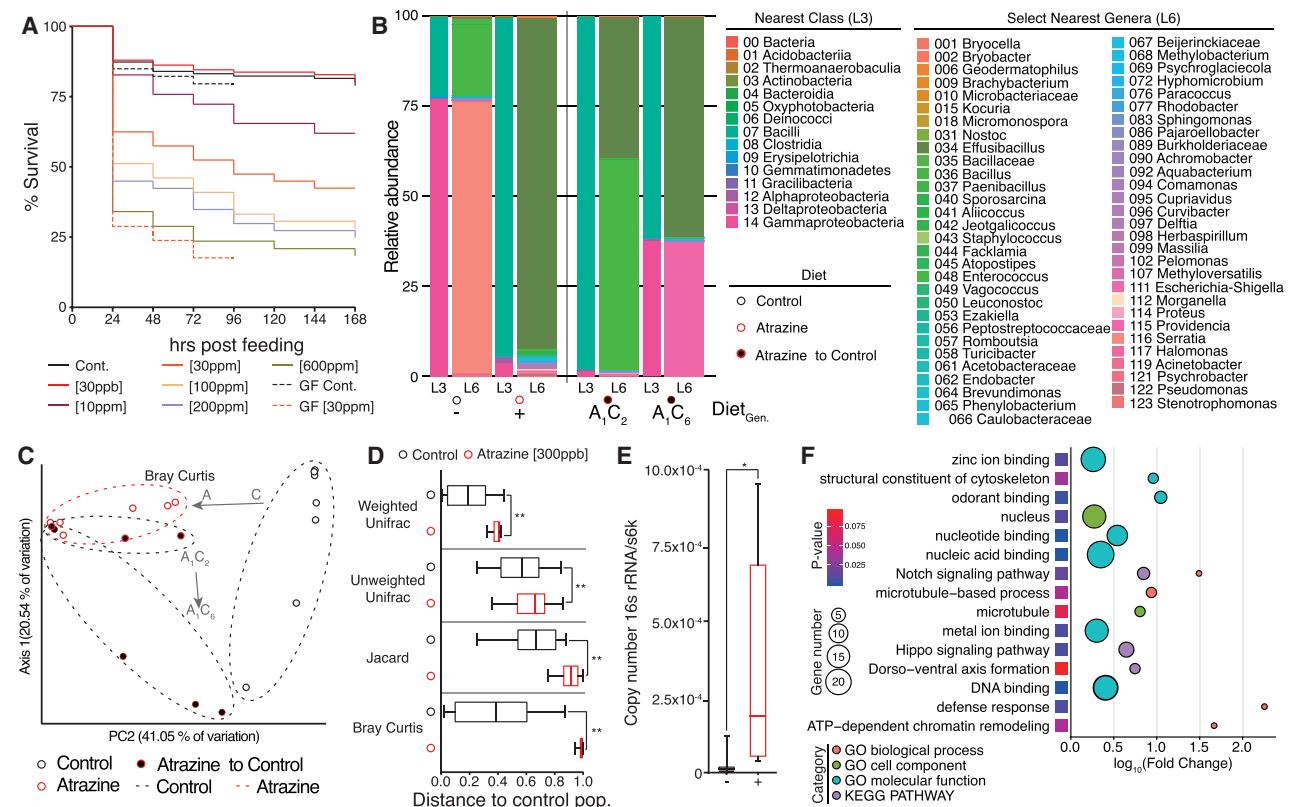 A
% Survival
100
75
50
25
0
0 24 48 72 96 120 144 168
hrs post feeding
Cont.
[30ppb]
[10ppm]
[30ppm]
[100ppm]
[200ppm]
[600ppm]
GF Cont.
GF [30ppm]
B
Relative abundance
100
75
50
25
0
L3 L6 L3 L6 L3 L6 L3 L6
- + A1C2 A1C6 DietGen.
Nearest Class (L3)
00 Bacteria
01 Acidobacteriia
02 Thermoanaerobaculia
03 Actinobacteria
04 Bacteroidia
05 Oxyphotobacteria
06 Deinococci
07 Bacilli
08 Clostridia
09 Erysipelotrichia
10 Gemmatimonadetes
11 Gracilibacteria
12 Alphaproteobacteria
13 Deltaproteobacteria
14 Gammaproteobacteria
Diet
Control
Atrazine
Atrazine to Control
Select Nearest Genera (L6)
001 Bryocella
002 Bryobacter
006 Geodermatophilus
009 Brachybacterium
010 Microbacteriaceae
015 Kocuria
018 Micromonospora
031 Nostoc
034 Effusibacillus
035 Bacillaceae
036 Bacillus
037 Paenibacillus
040 Sporosarcina
041 Aliicoccus
042 Jeotgalicoccus
043 Staphylococcus
044 Facklamia
045 Atopostipes
048 Enterococcus
049 Vagococcus
050 Leuconostoc
053 Ezakiella
056 Peptostreptococcaceae
057 Romboutsia
058 Turicibacter
061 Acetobacteraceae
062 Endobacter
064 Brevundimonas
065 Phenylobacterium
066 Caulobacteraceae
067 Beijerinckiaceae
068 Methylobacterium
069 Psychroglaciecola
072 Hyphomicrobium
076 Paracoccus
077 Rhodobacter
083 Sphingomonas
086 Pajaroellobacter
089 Burkholderiaceae
090 Achromobacter
092 Aquabacterium
094 Comamonas
095 Cupriavidus
096 Curvibacter
097 Delftia
098 Herbaspirillum
099 Massilia
102 Pelomonas
107 Methyloversatilis
111 Escherichia-Shigella
112 Morganella
114 Proteus
115 Providencia
116 Serratia
117 Halomonas
119 Acinetobacter
121 Psychrobacter
122 Pseudomonas
123 Stenotrophomonas
C
Bray Curtis
A
C
A1C2
A1C6
Axis 1(20.54 % of variation)
PC2 (41.05 % of variation)
Control
Atrazine to Control
Atrazine
Control
Atrazine
D
Control
Atrazine [300ppb]
Weighted
Unifrac
**
Unweighted
Unifrac
**
Jacard
**
Bray Curtis
**
0.0 0.2 0.4 0.6 0.8 1.0
Distance to control pop.
E
Copy number 16s rRNA/s6k
10.0x10-4
7.5x10-4
5.0x10-4
2.5x10-4
0
*
- +
F
P-value
0.075
0.050
0.025
Gene number
5
10
15
20
zinc ion binding
structural constituent of cytoskeleton
odorant binding
nucleus
nucleotide binding
nucleic acid binding
Notch signaling pathway
microtubule-based process
microtubule
metal ion binding
Hippo signaling pathway
Dorso-ventral axis formation
DNA binding
defense response
ATP-dependent chromatin remodeling
0.0 0.5 1.0 2.0
log10(Fold Change)
Category
GO biological process
GO cell component
GO molecular function
KEGG PATHWAY